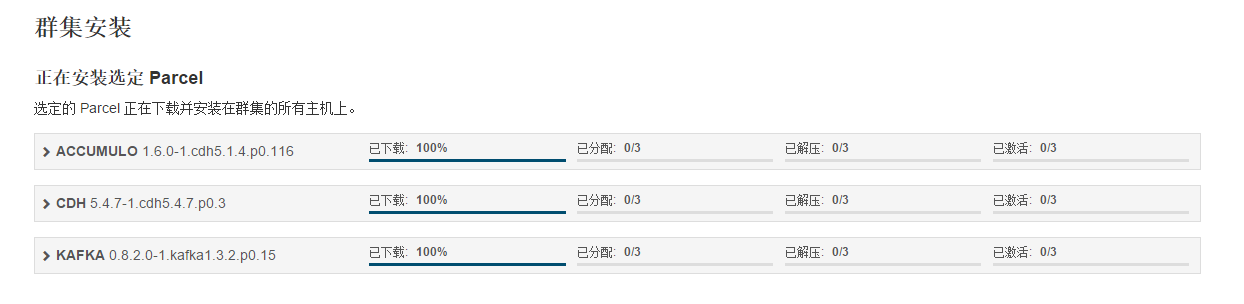 群集安装
正在安装选定 Parcel
选定的 Parcel 正在下载并安装在群集的所有主机上。
ACCUMULO 1.6.0-1.cdh5.1.4.p0.116 已下载: 100% 已分配: 0/3 已解压: 0/3 已激活: 0/3
CDH 5.4.7-1.cdh5.4.7.p0.3 已下载: 100% 已分配: 0/3 已解压: 0/3 已激活: 0/3
KAFKA 0.8.2.0-1.kafka1.3.2.p0.15 已下载: 100% 已分配: 0/3 已解压: 0/3 已激活: 0/3